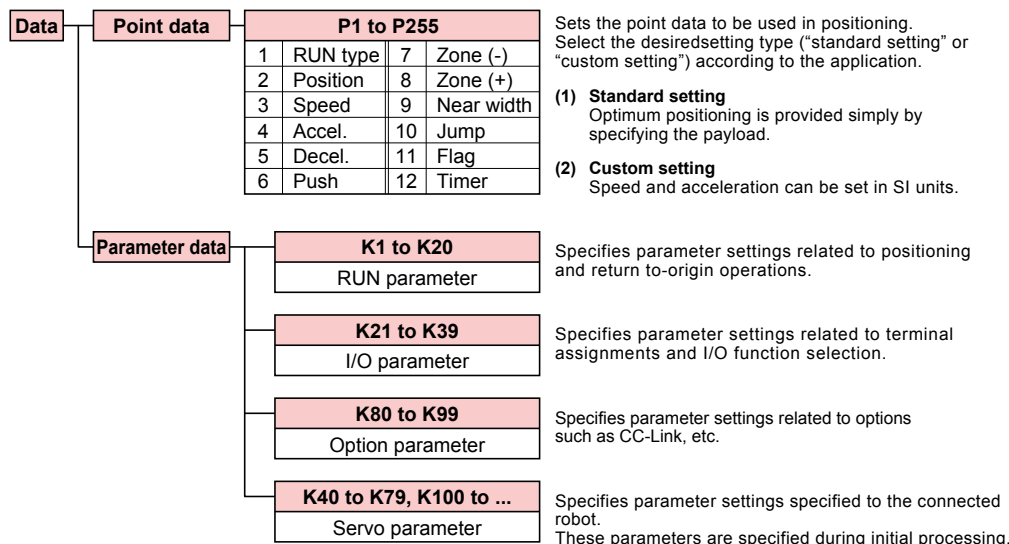 Data
Point data
P1 to P255
1 RUN type 7 Zone (-)
2 Position 8 Zone (+)
3 Speed 9 Near width
4 Accel. 10 Jump
5 Decel. 11 Flag
6 Push 12 Timer
Sets the point data to be used in positioning.
Select the desiredsetting type (“standard setting” or
“custom setting”) according to the application.
(1) Standard setting
Optimum positioning is provided simply by
specifying the payload.
(2) Custom setting
Speed and acceleration can be set in SI units.
Parameter data
K1 to K20
RUN parameter
Specifies parameter settings related to positioning
and return to-origin operations.
K21 to K39
I/O parameter
Specifies parameter settings related to terminal
assignments and I/O function selection.
K80 to K99
Option parameter
Specifies parameter settings related to options
such as CC-Link, etc.
K40 to K79, K100 to ...
Servo parameter
Specifies parameter settings specified to the connected
robot.
These parameters are specified during initial processing.